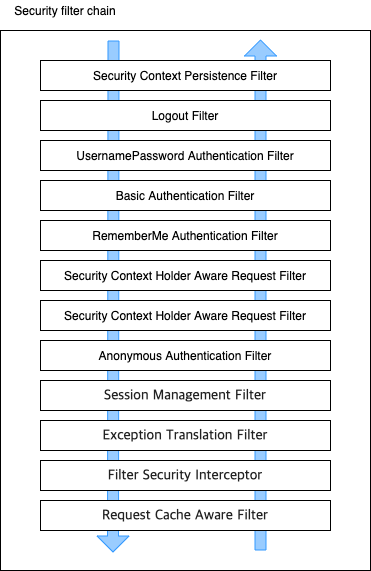 Security filter chain
Security Context Persistence Filter
Logout Filter
UsernamePassword Authentication Filter
Basic Authentication Filter
RememberMe Authentication Filter
Security Context Holder Aware Request Filter
Security Context Holder Aware Request Filter
Anonymous Authentication Filter
Session Management Filter
Exception Translation Filter
Filter Security Interceptor
Request Cache Aware Filter